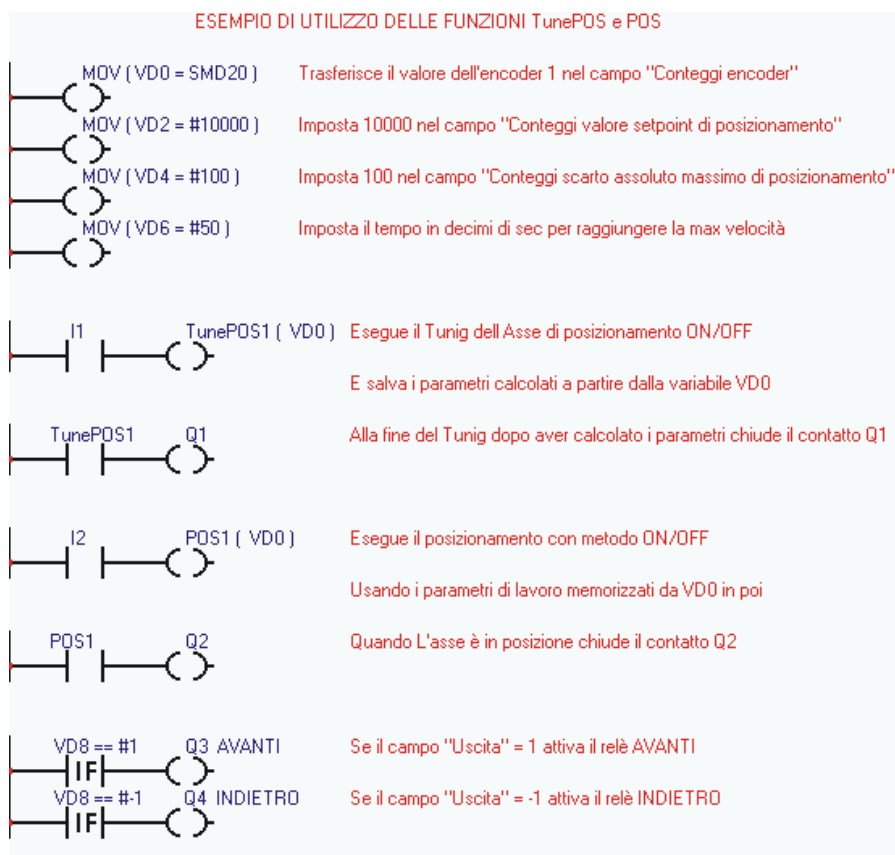 ESEMPIO DI UTILIZZO DELLE FUNZIONI TunePOS e POS
MOV ( VD0 = SMD20 ) Trasferisce il valore dell'encoder 1 nel campo "Conteggi encoder"
MOV ( VD2 = #10000 ) Imposta 10000 nel campo "Conteggi valore setpoint di posizionamento"
MOV ( VD4 = #100 ) Imposta 100 nel campo "Conteggi scarto assoluto massimo di posizionamento"
MOV ( VD6 = #50 ) Imposta il tempo in decimi di sec per raggiungere la max velocità
I1 TunePOS1 ( VD0 ) Esegue il Tunig dell Asse di posizionamento ON/OFF
E salva i parametri calcolati a partire dalla variabile VD0
TunePOS1 Q1 Alla fine del Tunig dopo aver calcolato i parametri chiude il contatto Q1
I2 POS1 ( VD0 ) Esegue il posizionamento con metodo ON/OFF
Usando i parametri di lavoro memorizzati da VD0 in poi
POS1 Q2 Quando L'asse è in posizione chiude il contatto Q2
VD8 == #1 Q3 AVANTI Se il campo "Uscita" = 1 attiva il relè AVANTI
IF
VD8 == #-1 Q4 INDIETRO Se il campo "Uscita" = -1 attiva il relè INDIETRO
IF